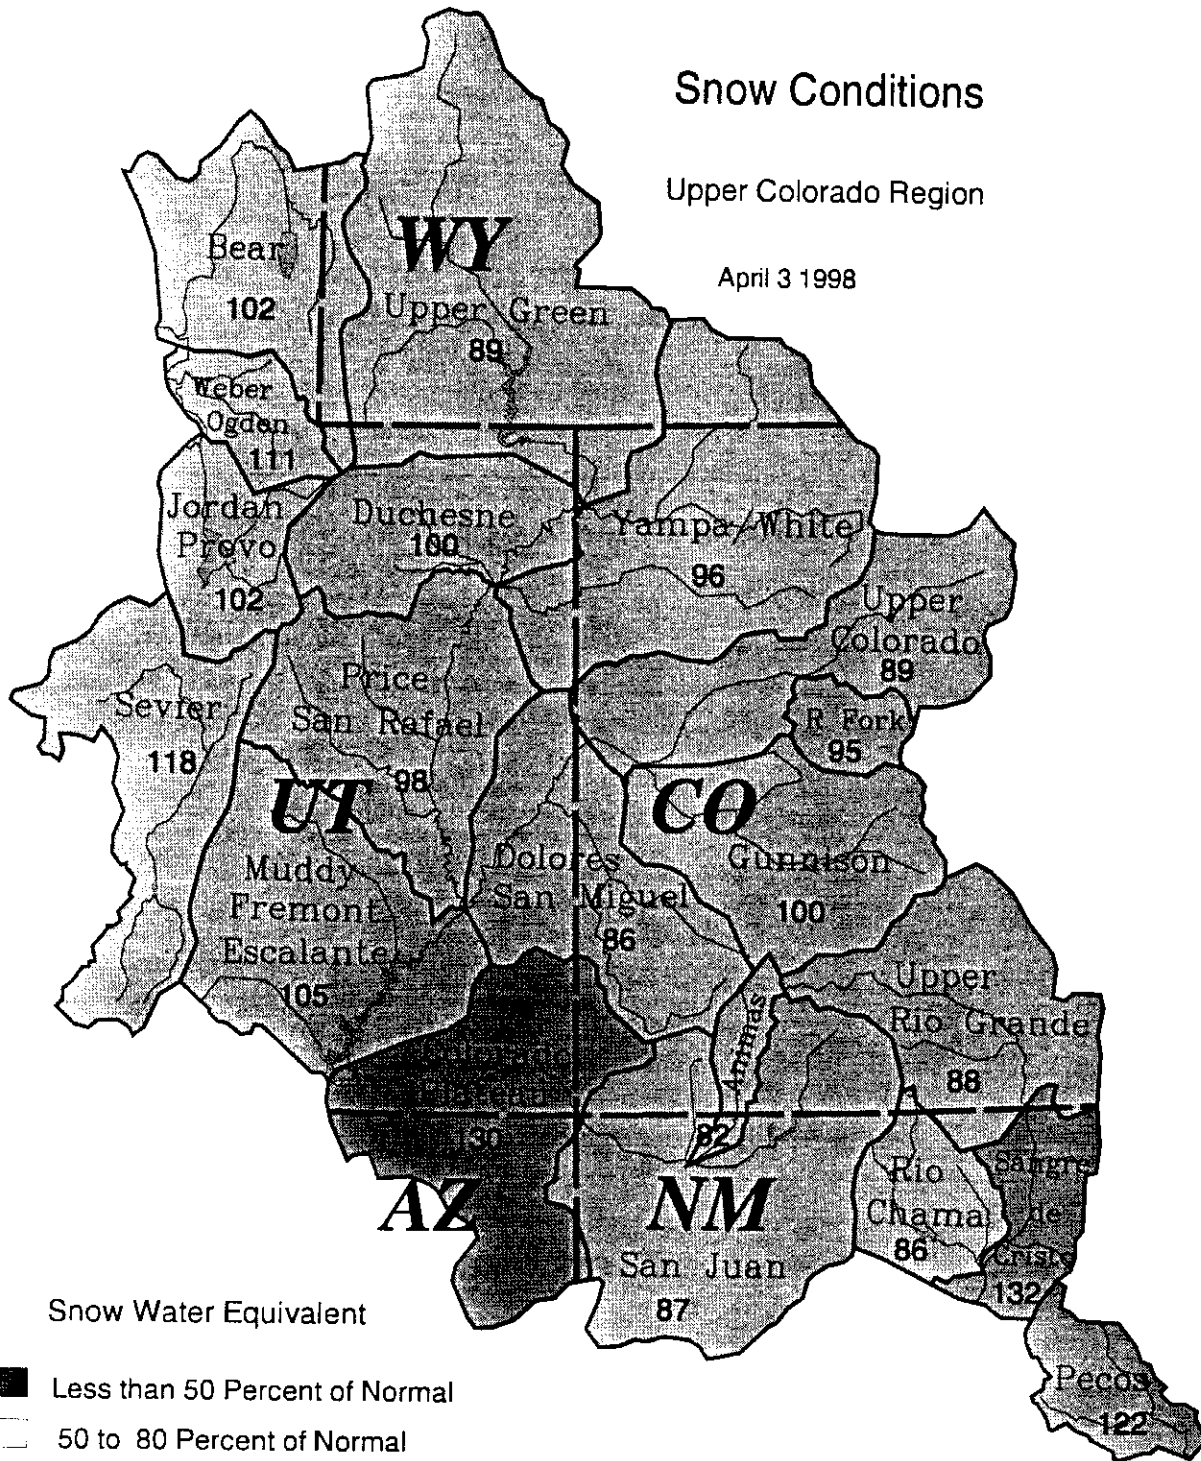 Snow Conditions
Upper Colorado Region
April 3 1998
WY
Bear
102
Upper Green
89
Weber
Ogden
111
Jordan
Provo
102
Duchesne
100
Yampa/White
96
Upper
Colorado
89
Price
San Rafael
98
Sevier
118
R Fork
95
UT
CO
Muddy
Fremont
Escalante
105
Dolores
San Miguel
86
Gunnison
100
Upper
Rio Grande
88
Animas
82
Colorado
Plateau
130
AZ
NM
San Juan
87
Rio
Chama
86
Sangre
de
Cristo
132
Pecos
122
Snow Water Equivalent
Less than 50 Percent of Normal
50 to 80 Percent of Normal